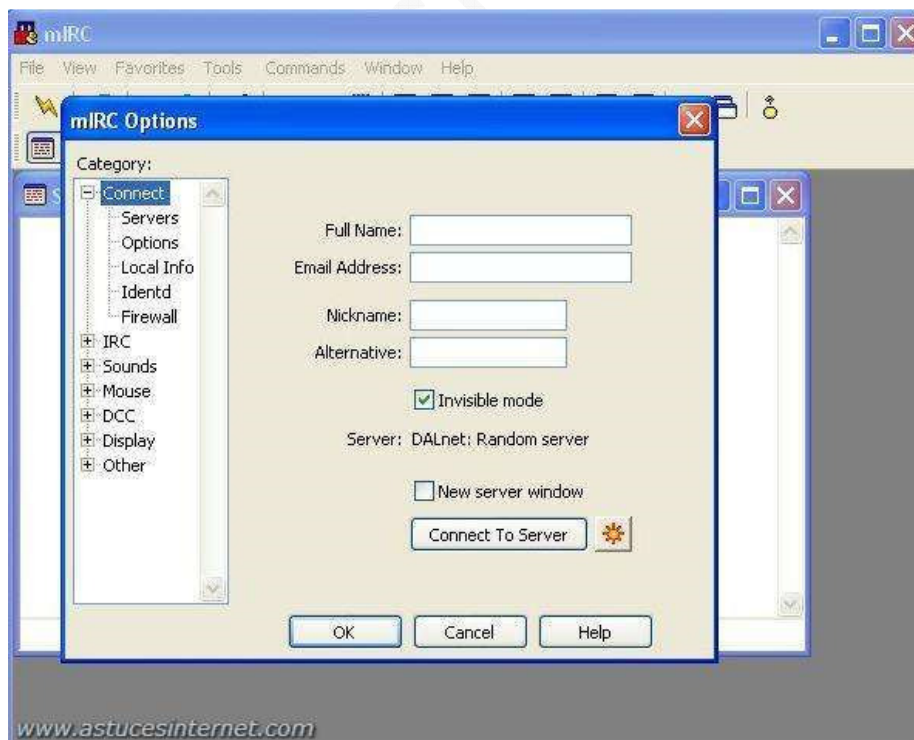 mIRC
File View Favorites Tools Commands Window Help
mIRC Options
Category:
Connect
Servers
Options
Local Info
Identd
Firewall
IRC
Sounds
Mouse
DCC
Display
Other
Full Name:
Email Address:
Nickname:
Alternative:
Invisible mode
Server: DALnet: Random server
New server window
Connect To Server
OK Cancel Help
www.astucesinternet.com